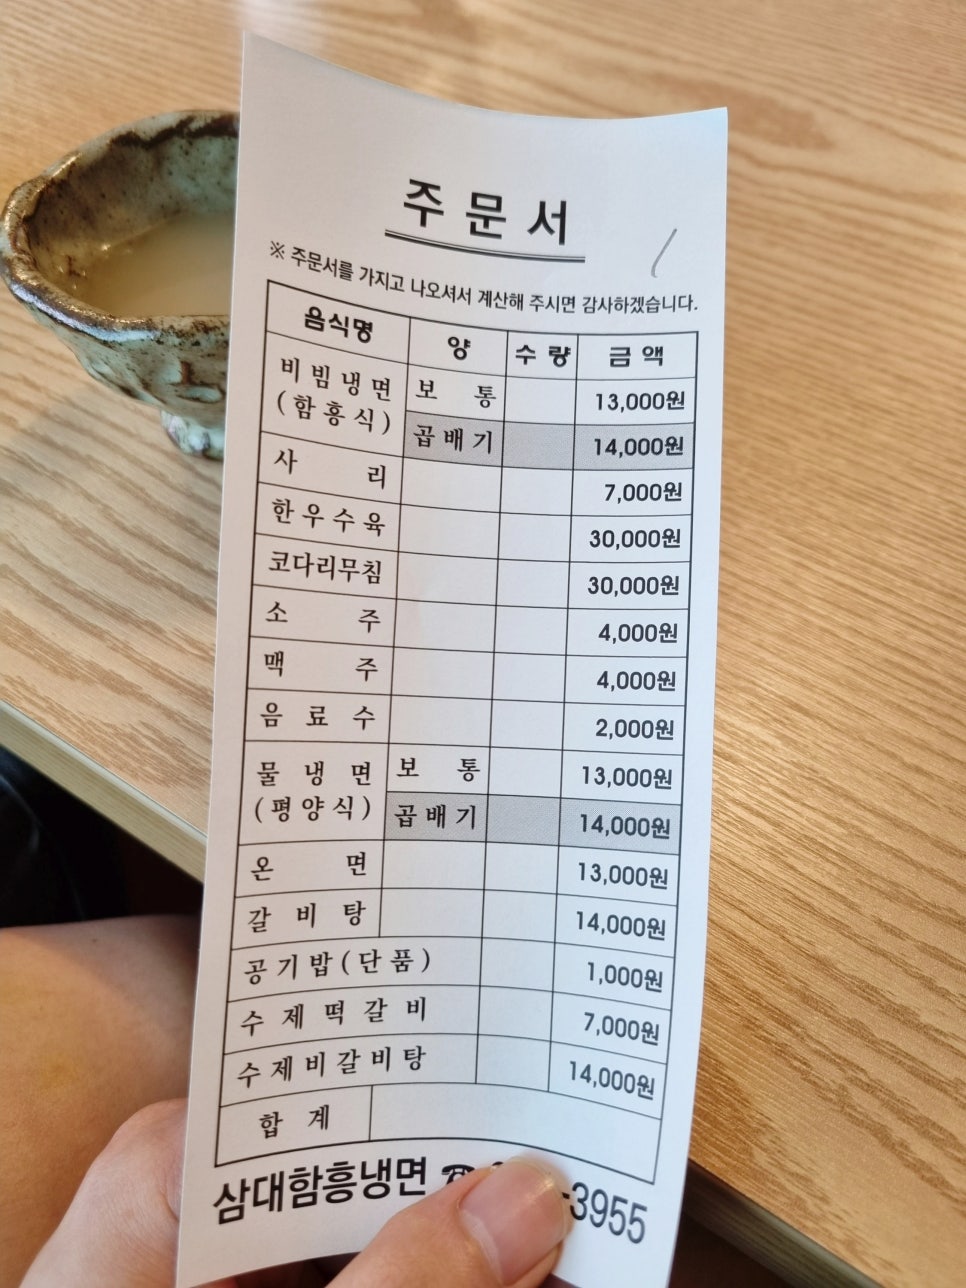 주문서
※ 주문서를 가지고 나오셔서 계산해 주시면 감사하겠습니다.
음식명 양 수량 금액
비빔냉면 (함흥식) 보통 13,000원
곱배기 14,000원
사리 7,000원
한우수육 30,000원
코다리무침 30,000원
소주 4,000원
맥주 4,000원
음료수 2,000원
물냉면 (평양식) 보통 13,000원
곱배기 14,000원
온면 13,000원
갈비탕 14,000원
공기밥(단품) 1,000원
수제떡갈비 7,000원
수제비갈비탕 14,000원
합계
삼대함흥냉면 ☎ -3955